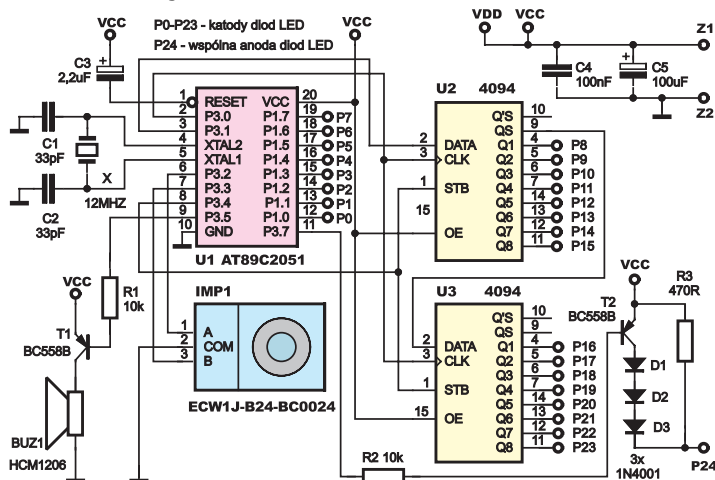 VCC
P0-P23 - katody diod LED
P24 - wspólna anoda diod LED
C3
2,2uF
VDD VCC
Z1
C4
100nF
C5
100uF
Z2
C1
33pF
X
12MHZ
C2
33pF
1 RESET VCC 20
2 P3.0 P1.7 19 P7
3 P3.1 P1.6 18 P6
4 XTAL2 P1.5 17 P5
5 XTAL1 P1.4 16 P4
6 P3.2 P1.3 15 P3
7 P3.3 P1.2 14 P2
8 P3.4 P1.1 13 P1
9 P3.5 P1.0 12 P0
10 GND P3.7 11
U1 AT89C2051
VCC
U2 4094
Q'S 10
QS 9
2 DATA Q1 4 P8
3 CLK Q2 5 P9
Q3 6 P10
1 STB Q4 7 P11
Q5 14 P12
15 Q6 13 P13
OE Q7 12 P14
Q8 11 P15
VCC
R1
10k
T1
BC558B
BUZ1
HCM1206
IMP1
1 A
2 COM
3 B
ECW1J-B24-BC0024
U3 4094
Q'S 10
QS 9
2 DATA Q1 4 P16
3 CLK Q2 5 P17
Q3 6 P18
1 STB Q4 7 P19
Q5 14 P20
15 OE Q6 13 P21
Q7 12 P22
Q8 11 P23
R2 10k
VCC
R3
470R
T2
BC558B
D1
D2
D3
3x
1N4001
P24